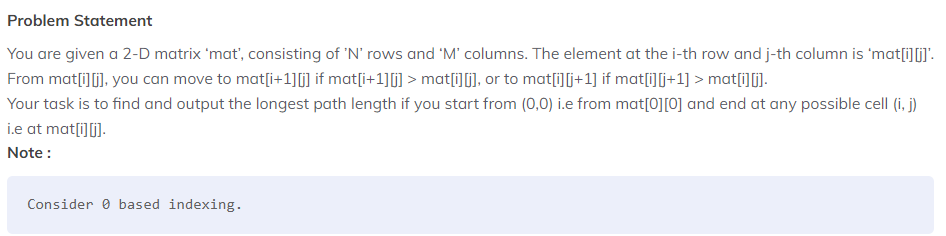 Problem Statement
You are given a 2-D matrix ‘mat’, consisting of ’N’ rows and ‘M’ columns. The element at the i-th row and j-th column is ‘mat[i][j]’.
From mat[i][j], you can move to mat[i+1][j] if mat[i+1][j] > mat[i][j], or to mat[i][j+1] if mat[i][j+1] > mat[i][j].
Your task is to find and output the longest path length if you start from (0,0) i.e from mat[0][0] and end at any possible cell (i, j)
i.e at mat[i][j].
Note :
Consider 0 based indexing.